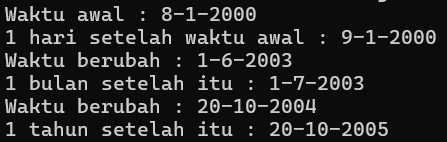 Waktu awal : 8-1-2000
1 hari setelah waktu awal : 9-1-2000
Waktu berubah : 1-6-2003
1 bulan setelah itu : 1-7-2003
Waktu berubah : 20-10-2004
1 tahun setelah itu : 20-10-2005